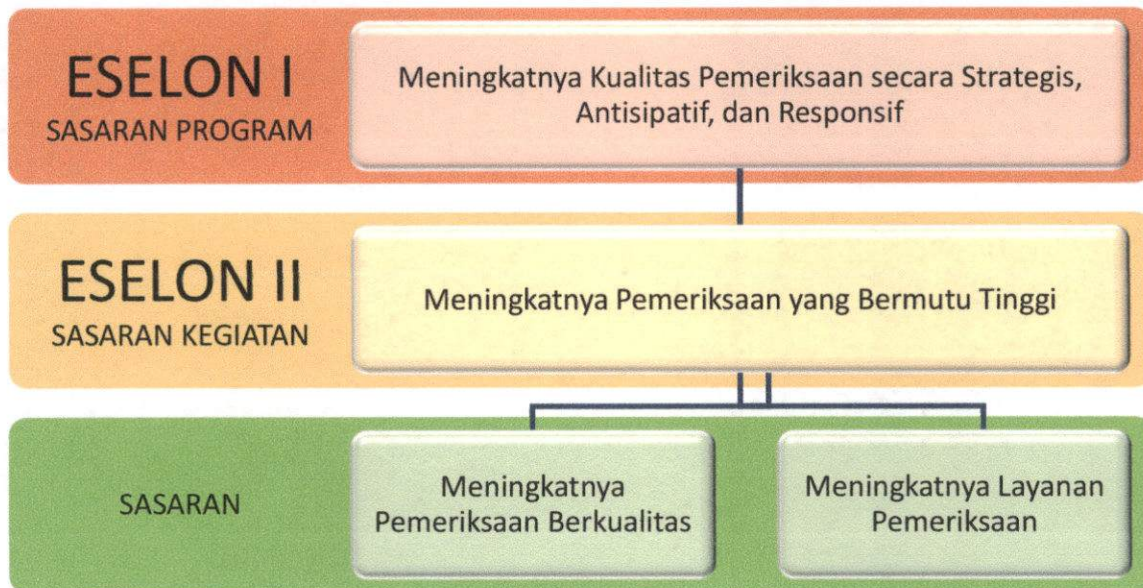 ESELON I
SASARAN PROGRAM
Meningkatnya Kualitas Pemeriksaan secara Strategis,
Antisipatif, dan Responsif
ESELON II
SASARAN KEGIATAN
Meningkatnya Pemeriksaan yang Bermutu Tinggi
SASARAN
Meningkatnya
Pemeriksaan Berkualitas
Meningkatnya Layanan
Pemeriksaan